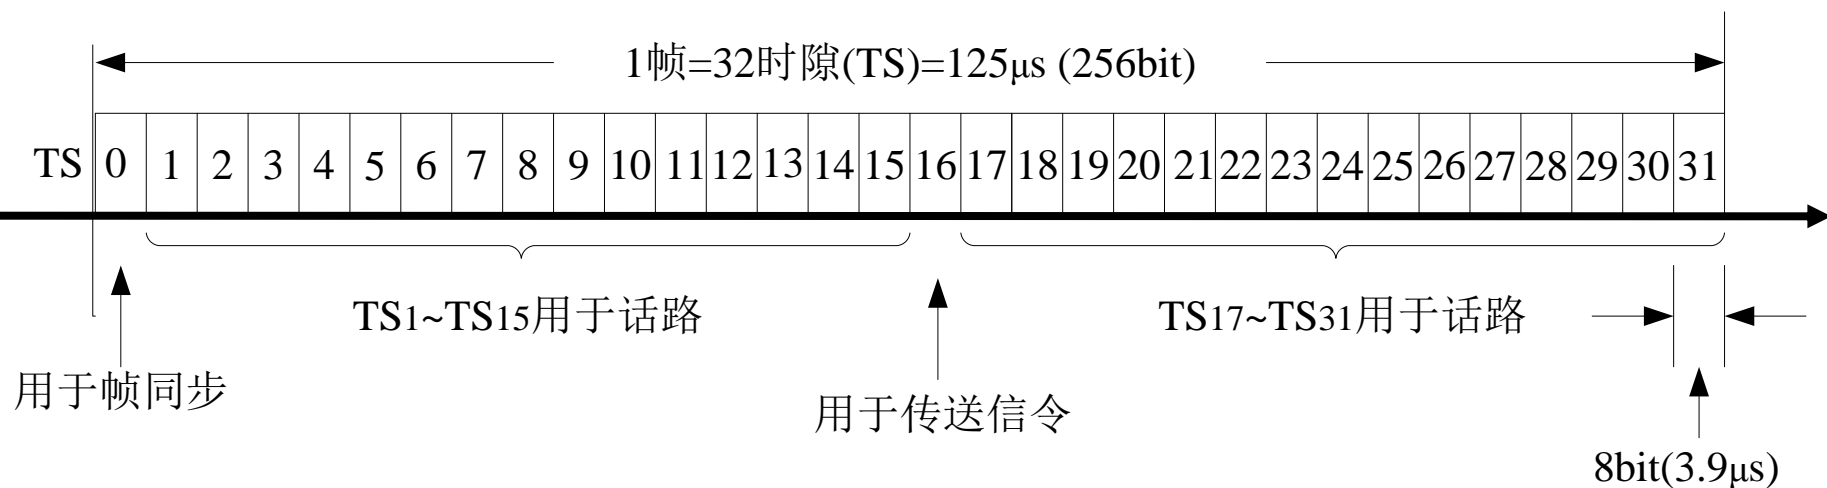 1帧=32时隙(TS)=125μs (256bit)
TS 0 1 2 3 4 5 6 7 8 9 10 11 12 13 14 15 16 17 18 19 20 21 22 23 24 25 26 27 28 29 30 31
TS1~TS15用于话路 TS17~TS31用于话路
用于帧同步 用于传送信令
8bit(3.9μs)